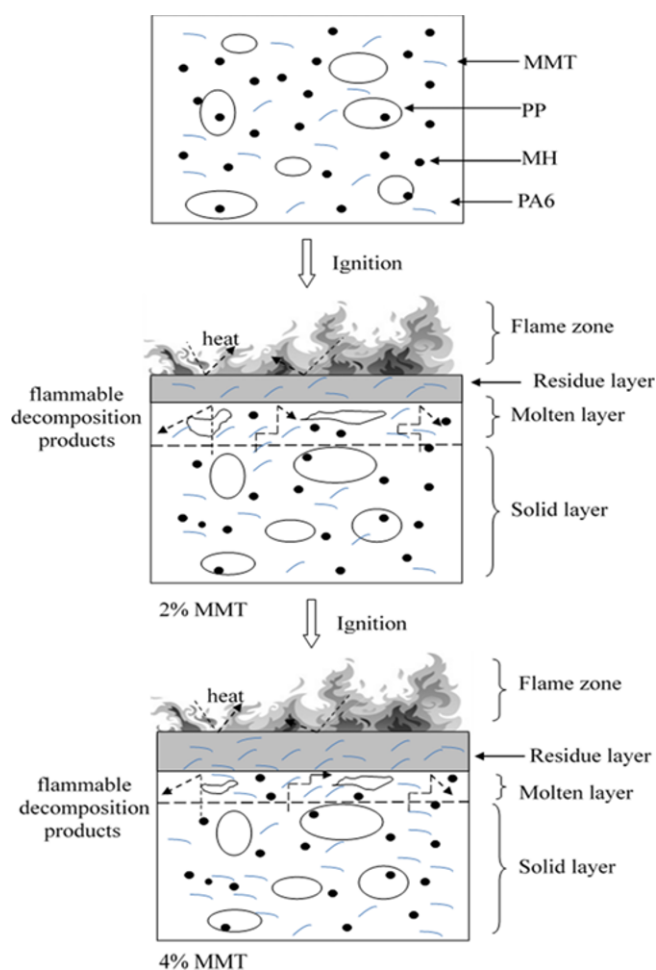 MMT
PP
MH
PA6
Ignition
heat
Flame zone
Residue layer
flammable
decomposition
products
Molten layer
Solid layer
2% MMT
Ignition
heat
Flame zone
Residue layer
flammable
decomposition
products
Molten layer
Solid layer
4% MMT